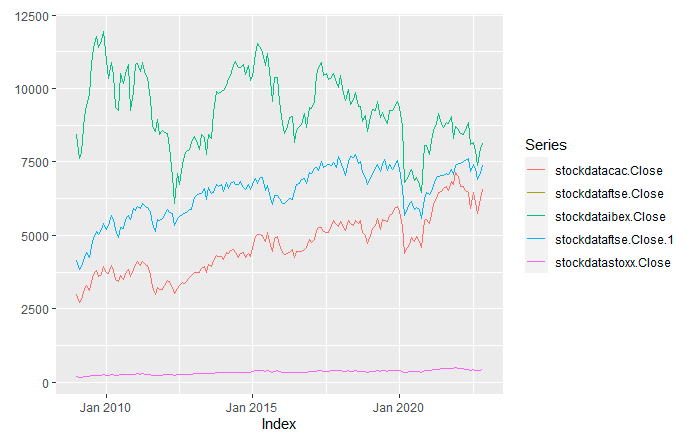 12500
10000
7500
5000
2500
0
Jan 2010
Jan 2015
Jan 2020
Index
Series
stockdatacac.Close
stockdataftse.Close
stockdataibex.Close
stockdataftse.Close.1
stockdatastoxx.Close